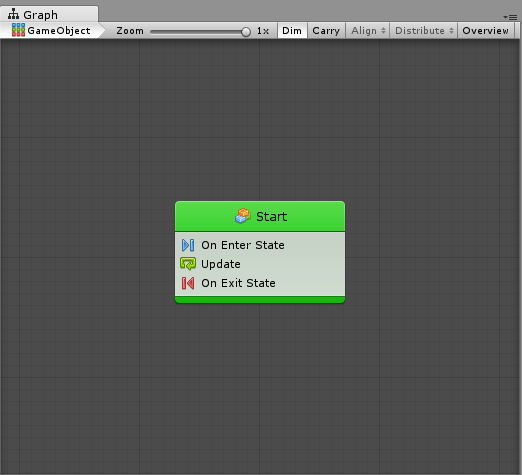 Graph
GameObject Zoom 1x Dim Carry Align Distribute Overview
Start
On Enter State
Update
On Exit State